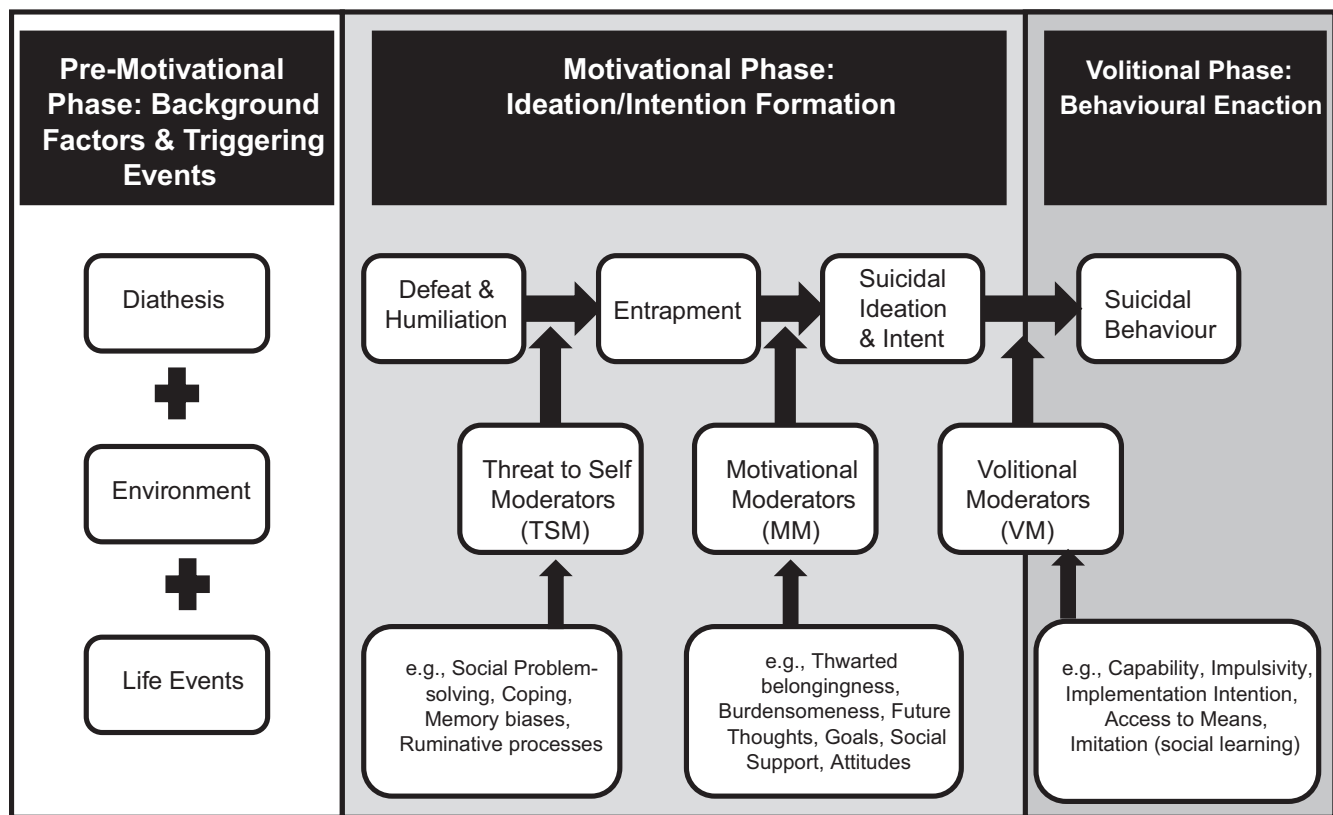 Pre-Motivational
Phase: Background
Factors & Triggering
Events
Motivational Phase:
Ideation/Intention Formation
Volitional Phase:
Behavioural Enaction
Diathesis
Environment
Life Events
Defeat &
Humiliation
Entrapment
Suicidal
Ideation
& Intent
Suicidal
Behaviour
Threat to Self
Moderators
(TSM)
Motivational
Moderators
(MM)
Volitional
Moderators
(VM)
e.g., Social Problem-
solving, Coping,
Memory biases,
Ruminative processes
e.g., Thwarted
belongingness,
Burdensomeness, Future
Thoughts, Goals, Social
Support, Attitudes
e.g., Capability, Impulsivity,
Implementation Intention,
Access to Means,
Imitation (social learning)